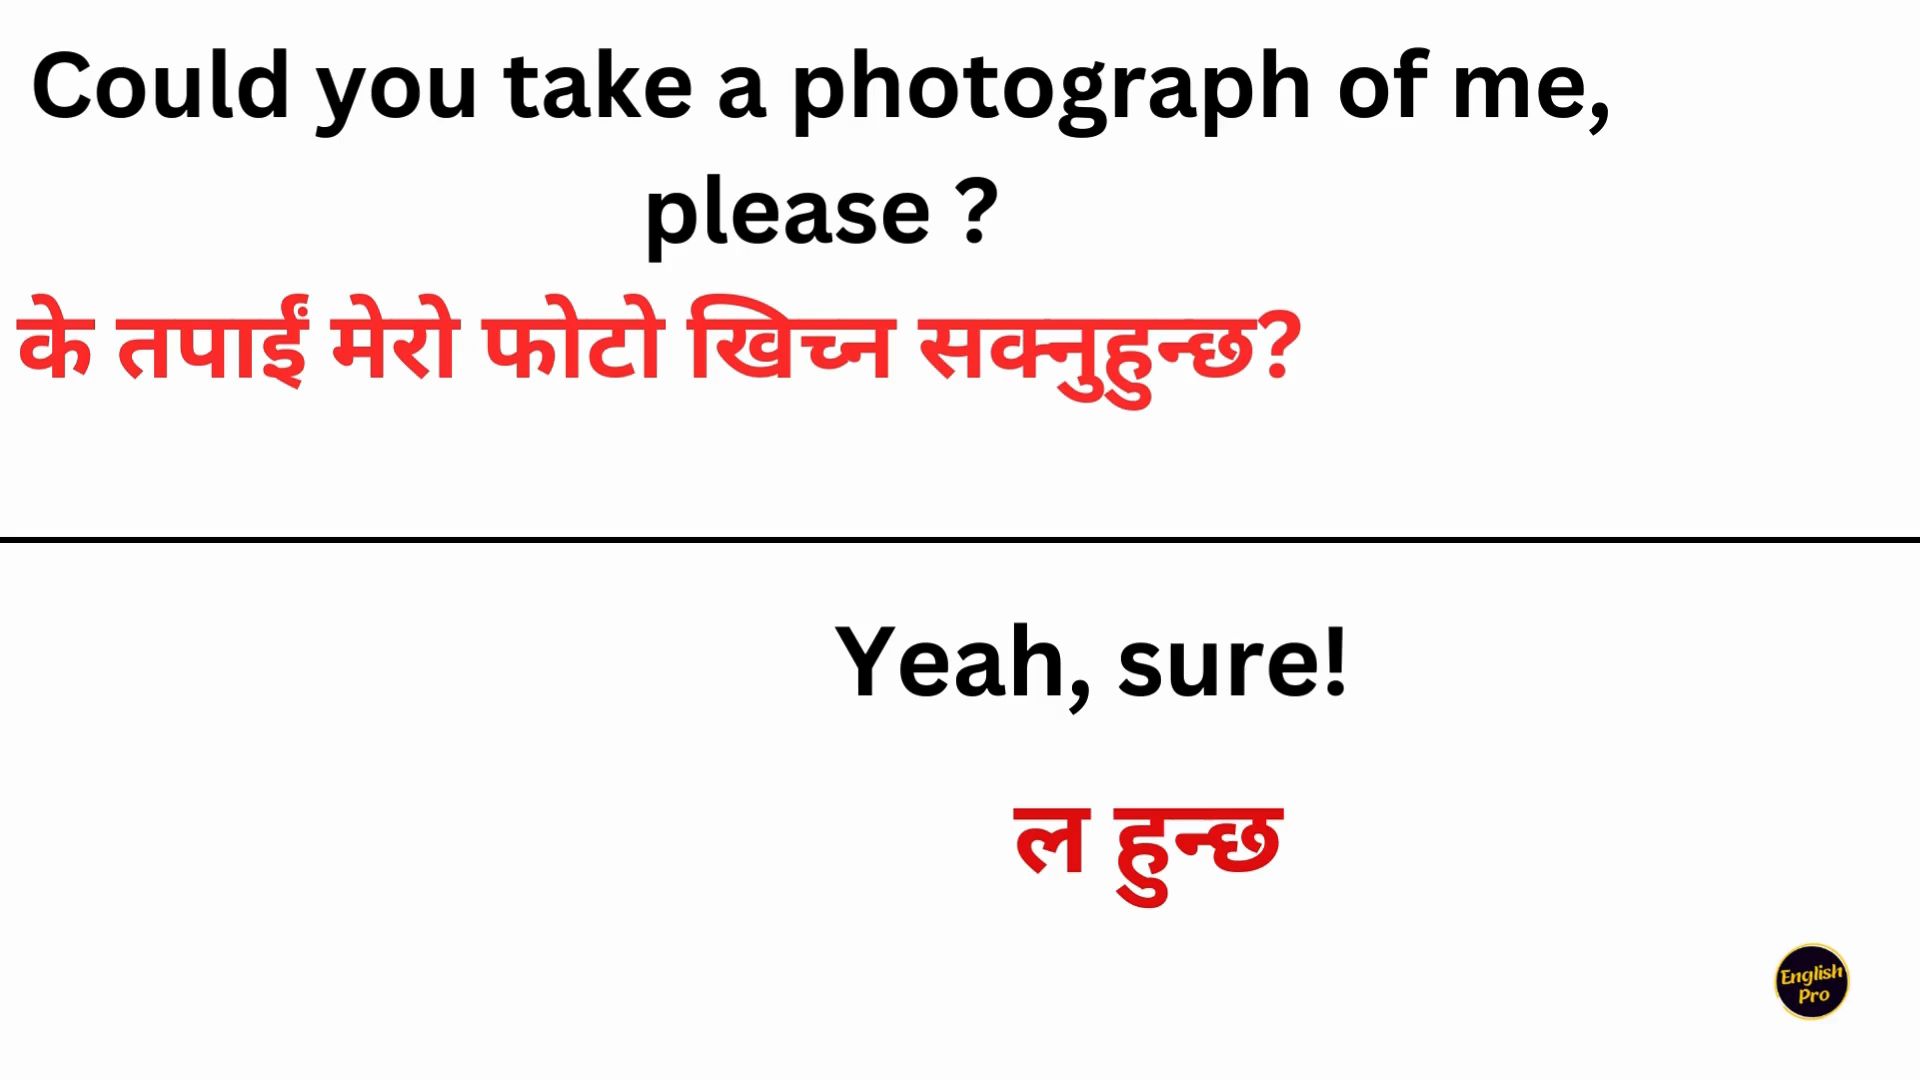 Could you take a photograph of me,
please ?
के तपाईं मेरो फोटो खिच्न सक्नुहुन्छ?
Yeah, sure!
ल हुन्छ
English
Pro